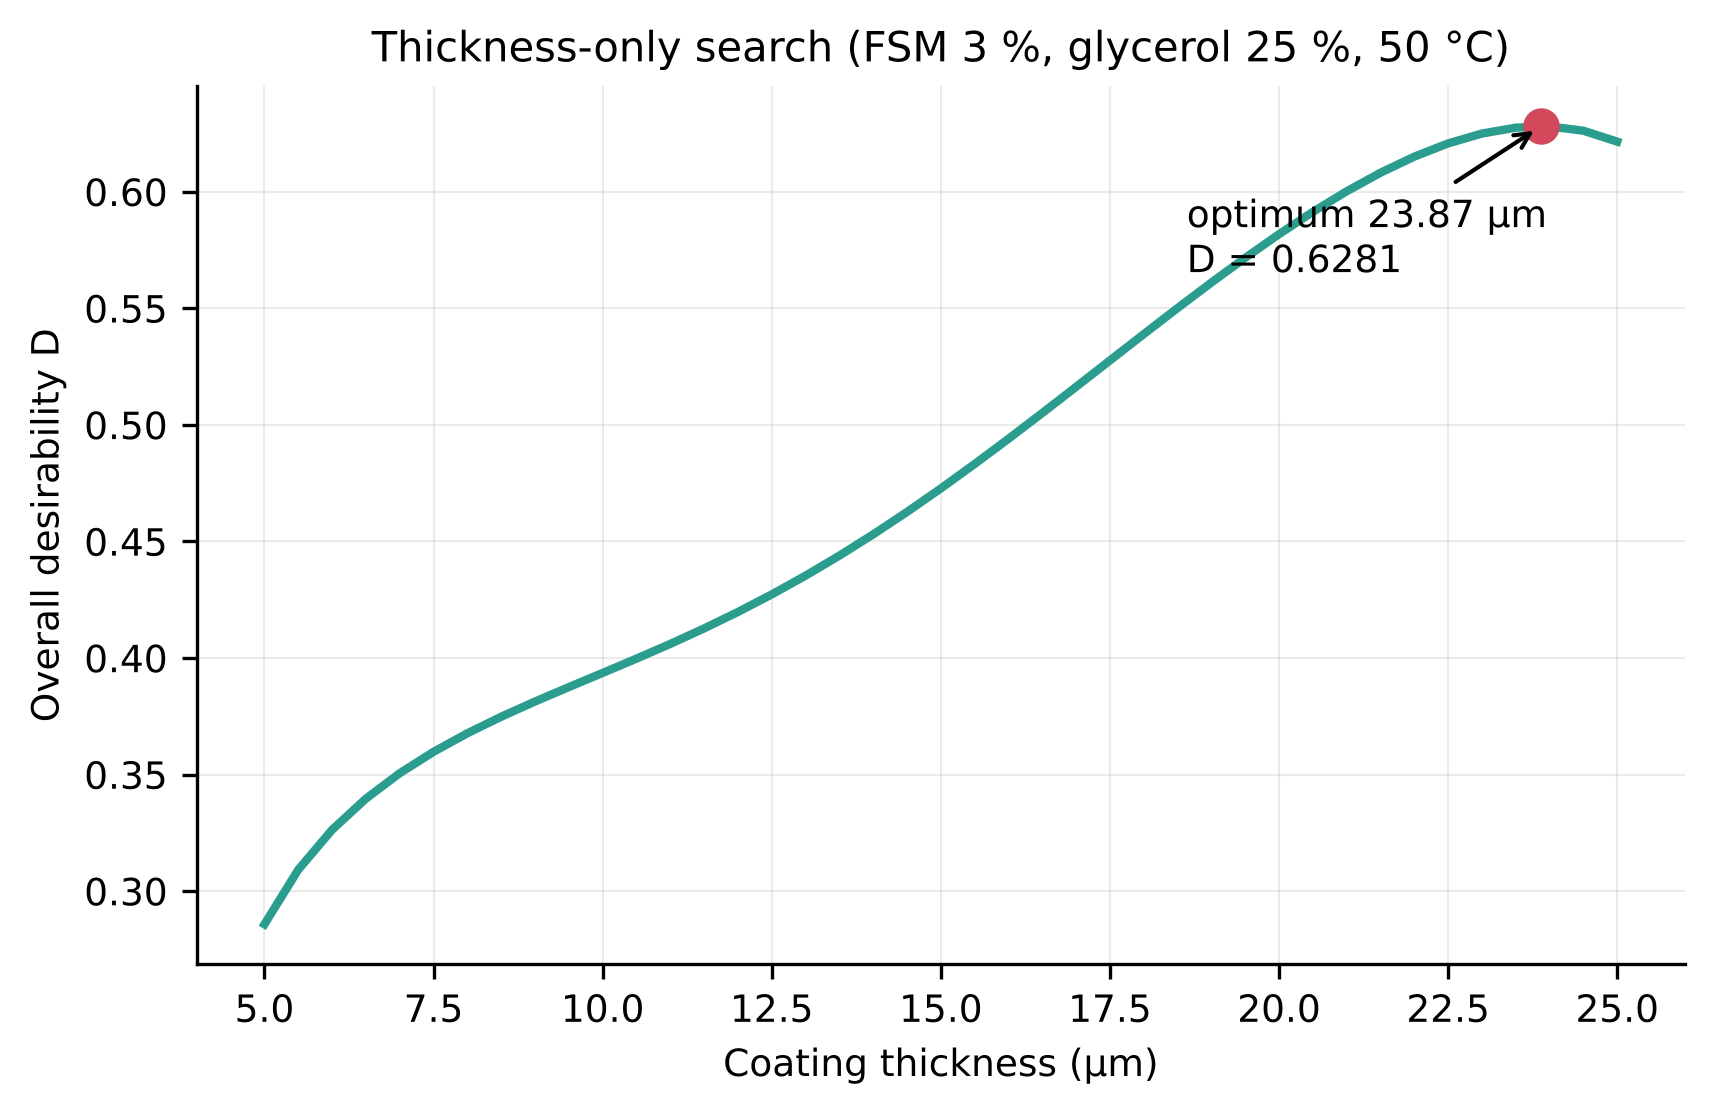 Thickness-only search (FSM 3 %, glycerol 25 %, 50 °C)
Overall desirability D
0.60
0.55
0.50
0.45
0.40
0.35
0.30
optimum 23.87 µm
D = 0.6281
5.0 7.5 10.0 12.5 15.0 17.5 20.0 22.5 25.0
Coating thickness (µm)